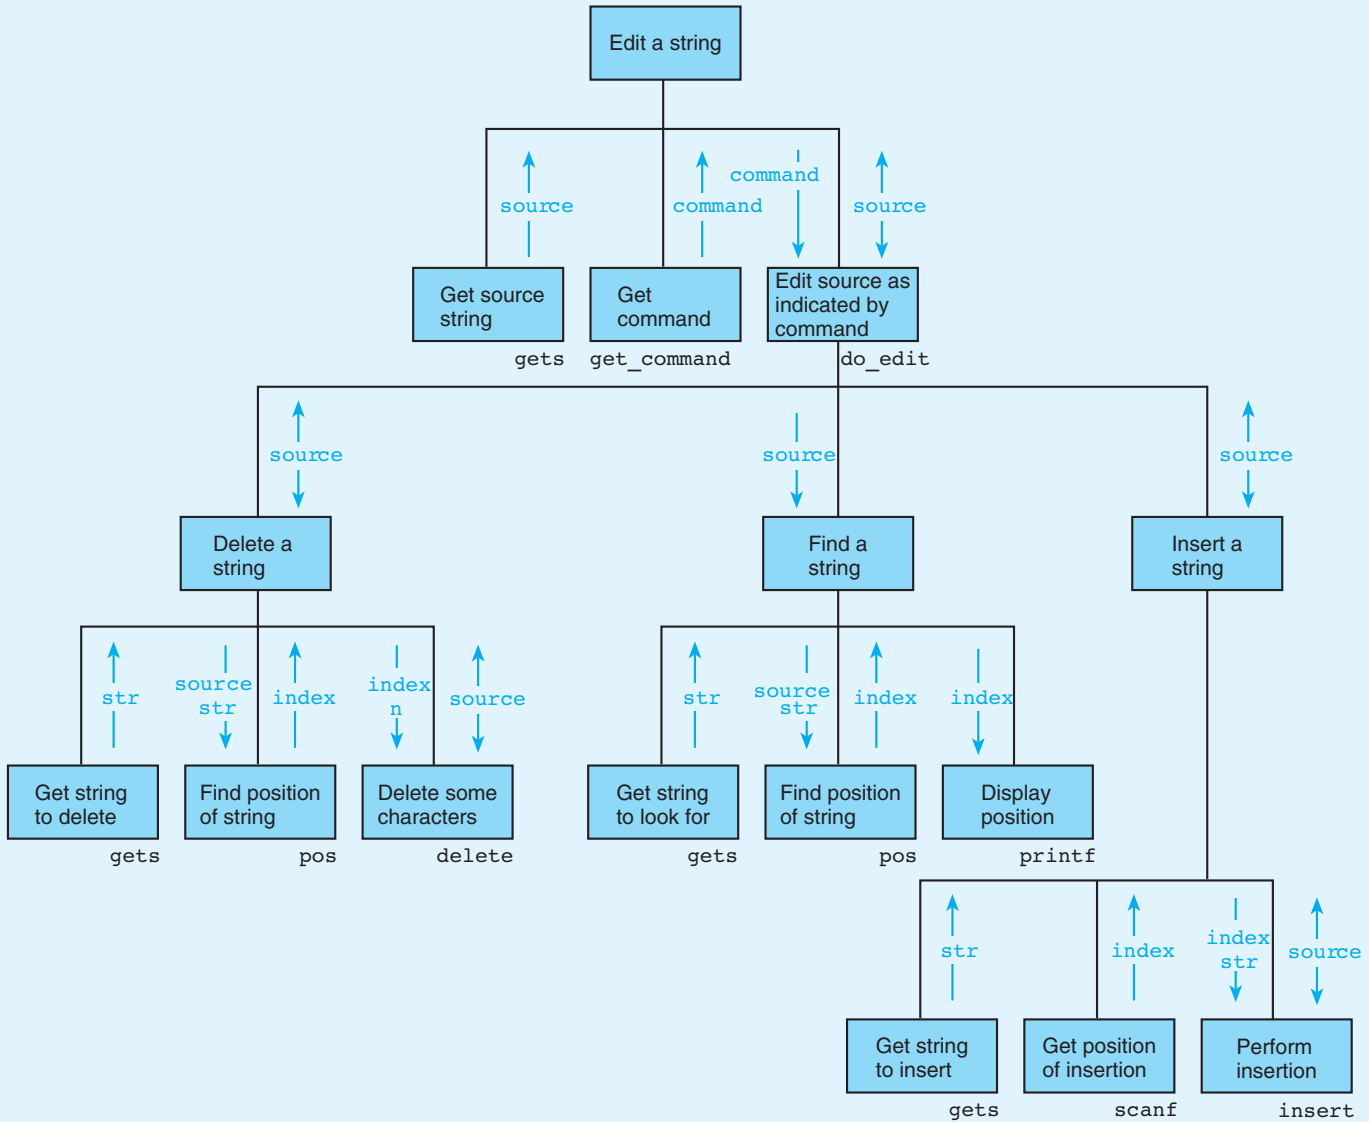 Edit a string
source
command
command
source
Get source
string
gets
Get
command
get_command
Edit source as
indicated by
command
do_edit
source
source
source
Delete a
string
Find a
string
Insert a
string
str
source
str
index
index
n
source
str
source
str
index
index
Get string
to delete
gets
Find position
of string
pos
Delete some
characters
delete
Get string
to look for
gets
Find position
of string
pos
Display
position
printf
str
index
index
str
source
Get string
to insert
gets
Get position
of insertion
scanf
Perform
insertion
insert